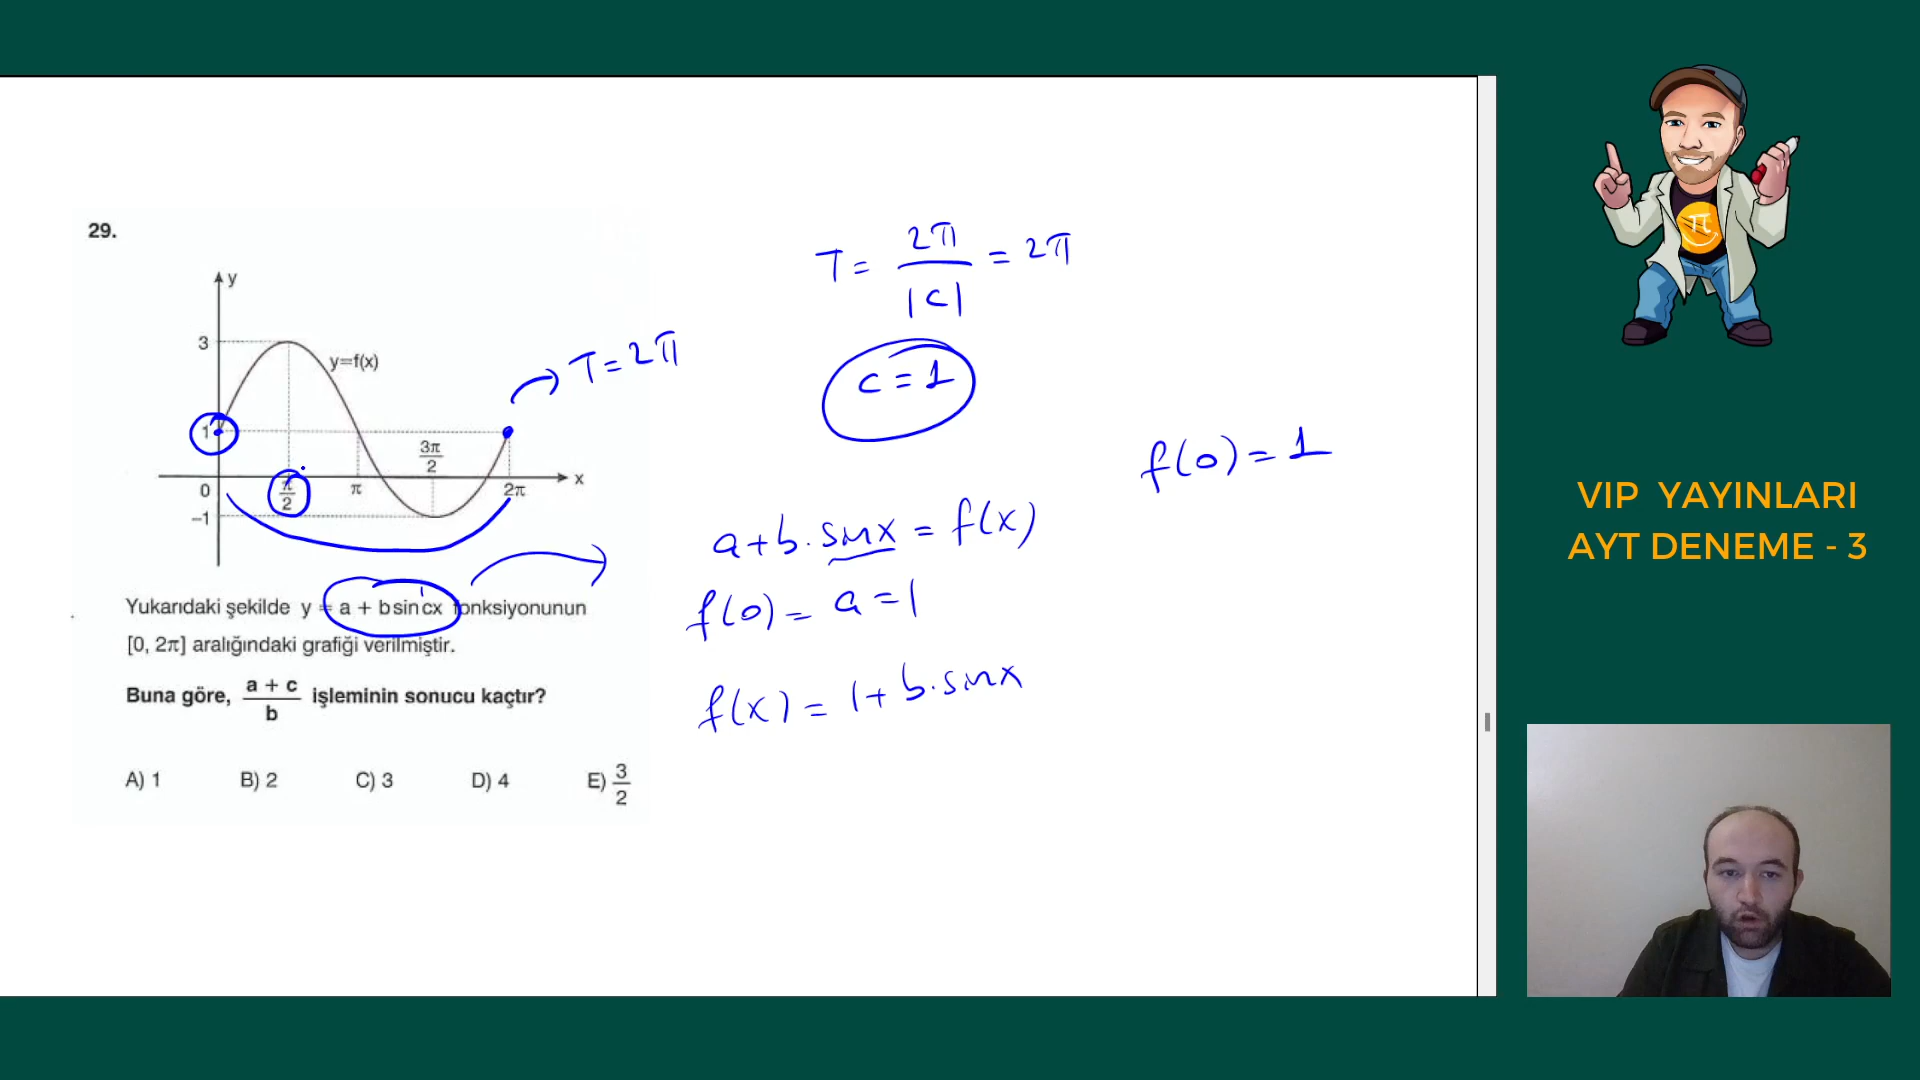 29.
y
3
y=f(x)
T=2π
1
3π
2
x
0
π
2
π
2π
-1
Yukarıdaki şekilde y = a + b sin cx fonksiyonunun
[0, 2π] aralığındaki grafiği verilmiştir.
Buna göre, a + c / b işleminin sonucu kaçtır?
A) 1 B) 2 C) 3 D) 4 E) 3/2
T = 2π / |c| = 2π
c = 1
f(0) = 1
a+b.sinx = f(x)
f(0) = a = 1
f(x) = 1+b.sinx
π
VIP YAYINLARI
AYT DENEME - 3